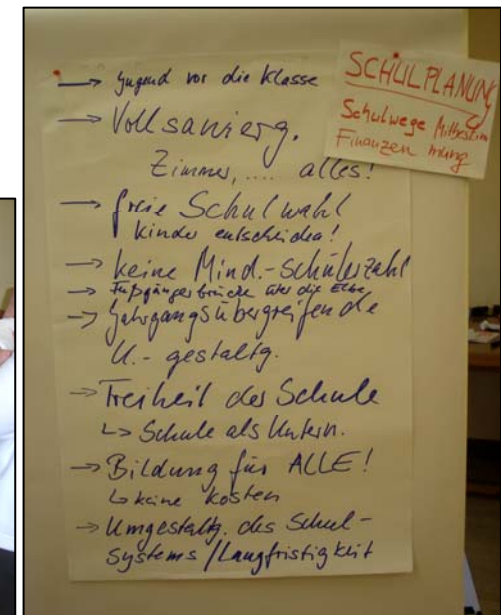 SCHULPLANUNG
Schulwege Mitbestim
Finanzen mung
→ Jugend vor die Klasse
→ Vollsanierg.
Zimmer, .... alles!
→ freie Schulwahl
Kinder entscheiden!
→ keine Mind.-Schülerzahl
→ Fußgängerbrücke über die Elbe
→ Jahrgangsübergreifende
U.- gestaltg.
→ Freiheit der Schule
↳ Schule als Untern.
→ Bildung für ALLE!
↳ keine Kosten
→ Umgestaltg. des Schul-
systems / Langfristigkeit